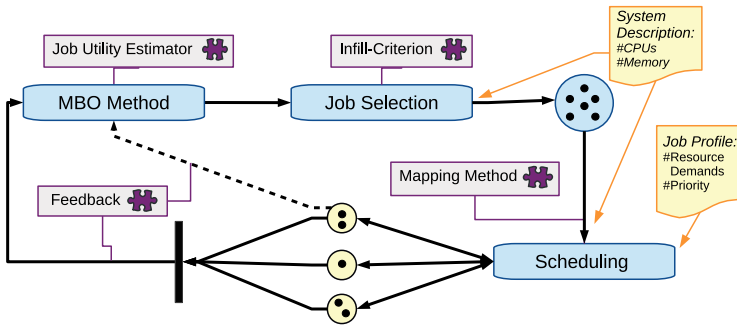 Job Utility Estimator
Infill-Criterion
System
Description:
#CPUs
#Memory
MBO Method
Job Selection
Job Profile:
#Resource
Demands
#Priority
Mapping Method
Feedback
Scheduling